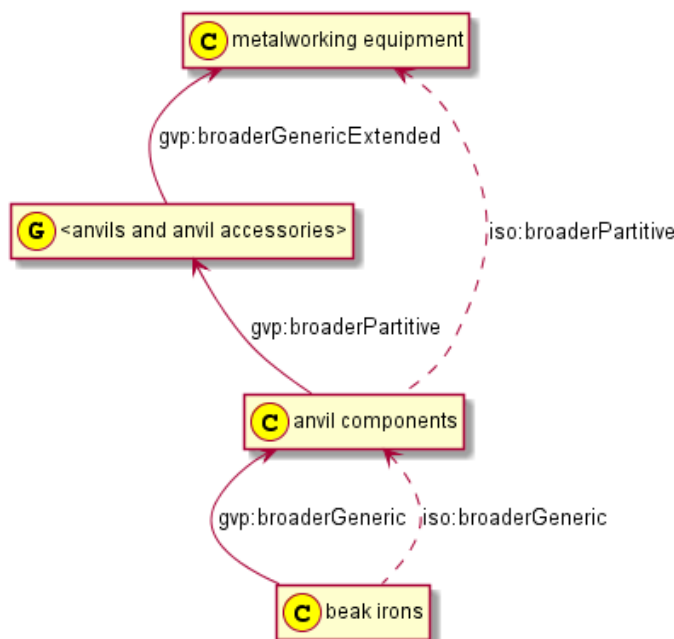 C metalworking equipment
gvp:broaderGenericExtended
G <anvils and anvil accessories>
iso:broaderPartitive
gvp:broaderPartitive
C anvil components
gvp:broaderGeneric
iso:broaderGeneric
C beak irons